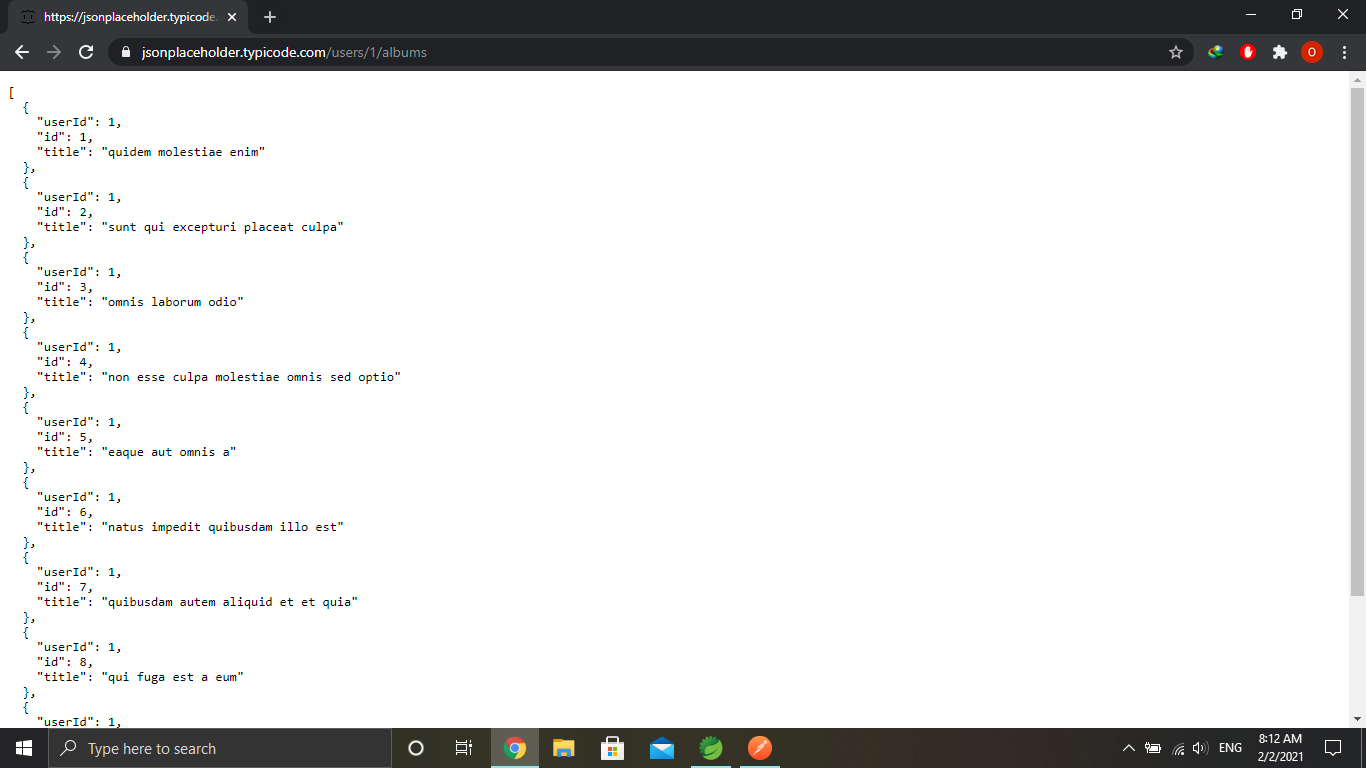 https://jsonplaceholder.typicode.
jsonplaceholder.typicode.com/users/1/albums
O
[
  {
    "userId": 1,
    "id": 1,
    "title": "quidem molestiae enim"
  },
  {
    "userId": 1,
    "id": 2,
    "title": "sunt qui excepturi placeat culpa"
  },
  {
    "userId": 1,
    "id": 3,
    "title": "omnis laborum odio"
  },
  {
    "userId": 1,
    "id": 4,
    "title": "non esse culpa molestiae omnis sed optio"
  },
  {
    "userId": 1,
    "id": 5,
    "title": "eaque aut omnis a"
  },
  {
    "userId": 1,
    "id": 6,
    "title": "natus impedit quibusdam illo est"
  },
  {
    "userId": 1,
    "id": 7,
    "title": "quibusdam autem aliquid et et quia"
  },
  {
    "userId": 1,
    "id": 8,
    "title": "qui fuga est a eum"
  },
  {
    "userId": 1,
Type here to search
ENG
8:12 AM
2/2/2021